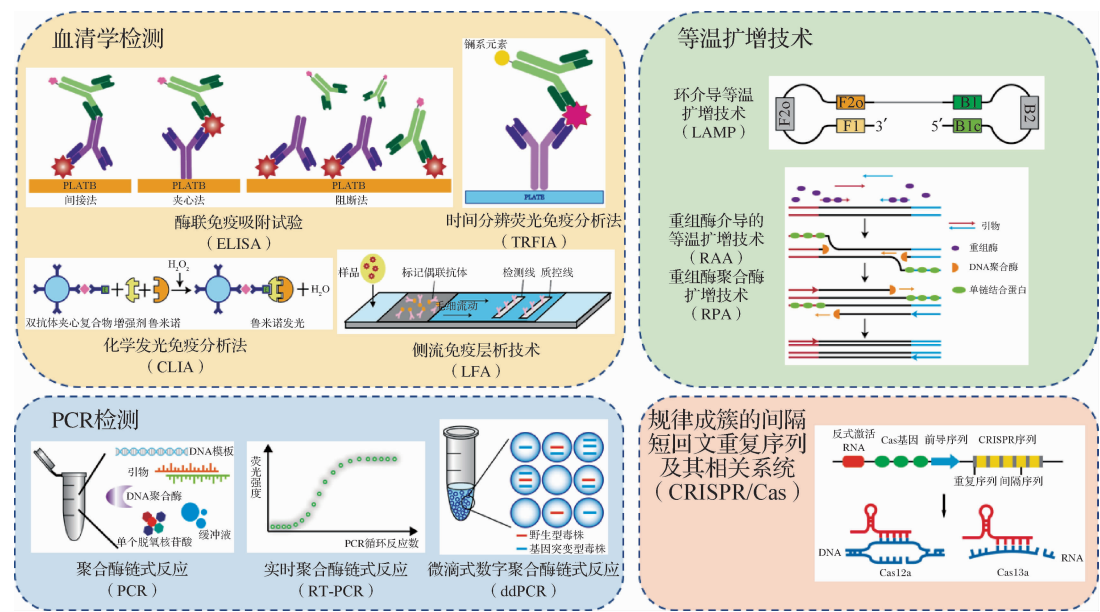 血清学检测
PLATB
间接法
PLATB
夹心法
PLATB
阻断法
酶联免疫吸附试验
（ELISA）
镧系元素
PLATE
时间分辨荧光免疫分析法
（TRFIA）
H₂O₂
H₂O
双抗体夹心复合物 增强剂 鲁米诺
鲁米诺发光
化学发光免疫分析法
（CLIA）
样品
标记偶联抗体
检测线
质控线
毛细流动
侧流免疫层析技术
（LFA）
等温扩增技术
环介导等温
扩增技术
（LAMP）
F2o
F2o
B1
B2
F1
3′
5′
B1c
重组酶介导的
等温扩增技术
（RAA）
重组酶聚合酶
扩增技术
（RPA）
引物
重组酶
DNA聚合酶
单链结合蛋白
PCR检测
DNA模板
引物
DNA聚合酶
单个脱氧核苷酸
缓冲液
聚合酶链式反应
（PCR）
荧光强度
PCR循环反应数
实时聚合酶链式反应
（RT-PCR）
野生型毒株
基因突变型毒株
微滴式数字聚合酶链式反应
（ddPCR）
规律成簇的间隔
短回文重复序列
及其相关系统
（CRISPR/Cas）
反式激活
RNA
Cas基因
前导序列
CRISPR序列
重复序列
间隔序列
DNA
Cas12a
Cas13a
RNA